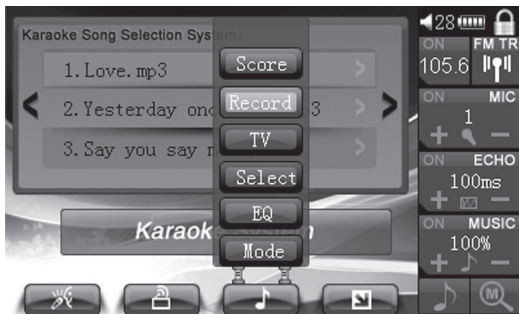 Karaoke Song Selection System
1.Love.mp3
2.Yesterday onc 3
3.Say you say
Score
Record
TV
Select
EQ
Mode
Karaok
28
ON FM TR
105.6
ON MIC
1
+ −
ON ECHO
100ms
+ −
ON MUSIC
100%
+ −
M